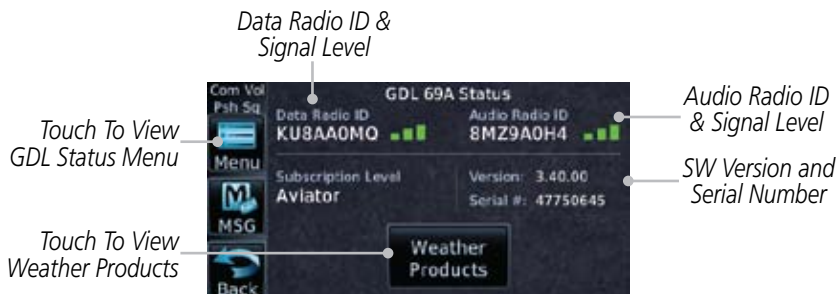 Data Radio ID &
Signal Level
Com Vol
Psh Sq
GDL 69A Status
Data Radio ID
KU8AA0MQ
Audio Radio ID
8MZ9A0H4
Audio Radio ID
& Signal Level
Touch To View
GDL Status Menu
Menu
Subscription Level
Aviator
Version: 3.40.00
Serial #: 47750645
SW Version and
Serial Number
MSG
Touch To View
Weather Products
Weather
Products
Back